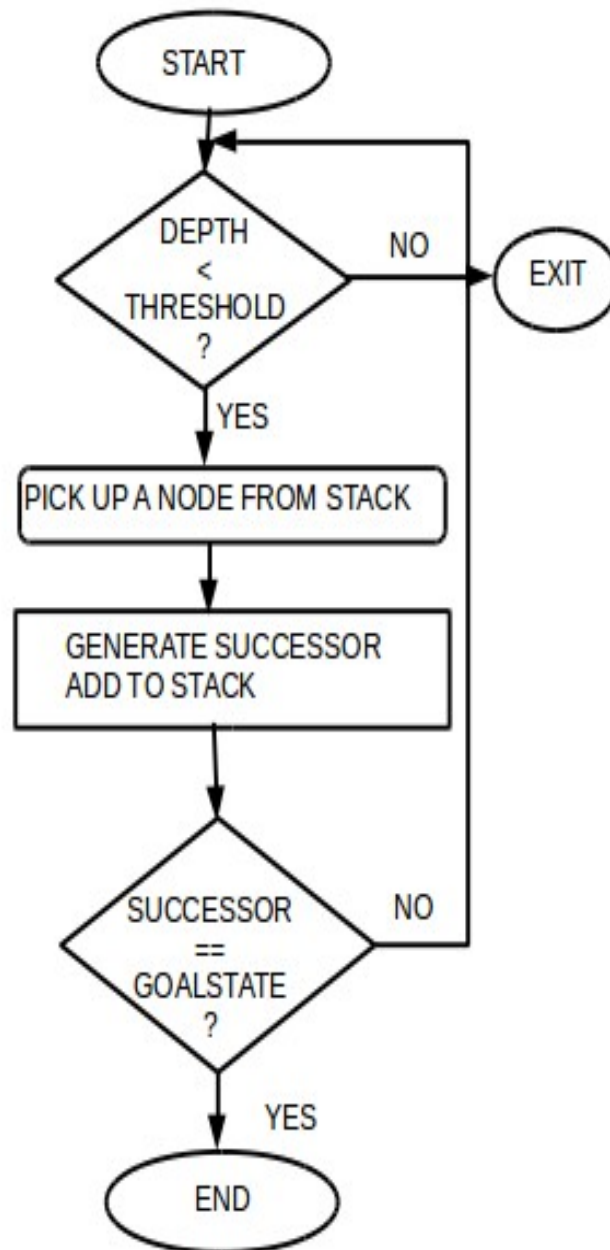 START
DEPTH
<
THRESHOLD
?
NO
EXIT
YES
PICK UP A NODE FROM STACK
GENERATE SUCCESSOR
ADD TO STACK
SUCCESSOR
==
GOALSTATE
?
NO
YES
END